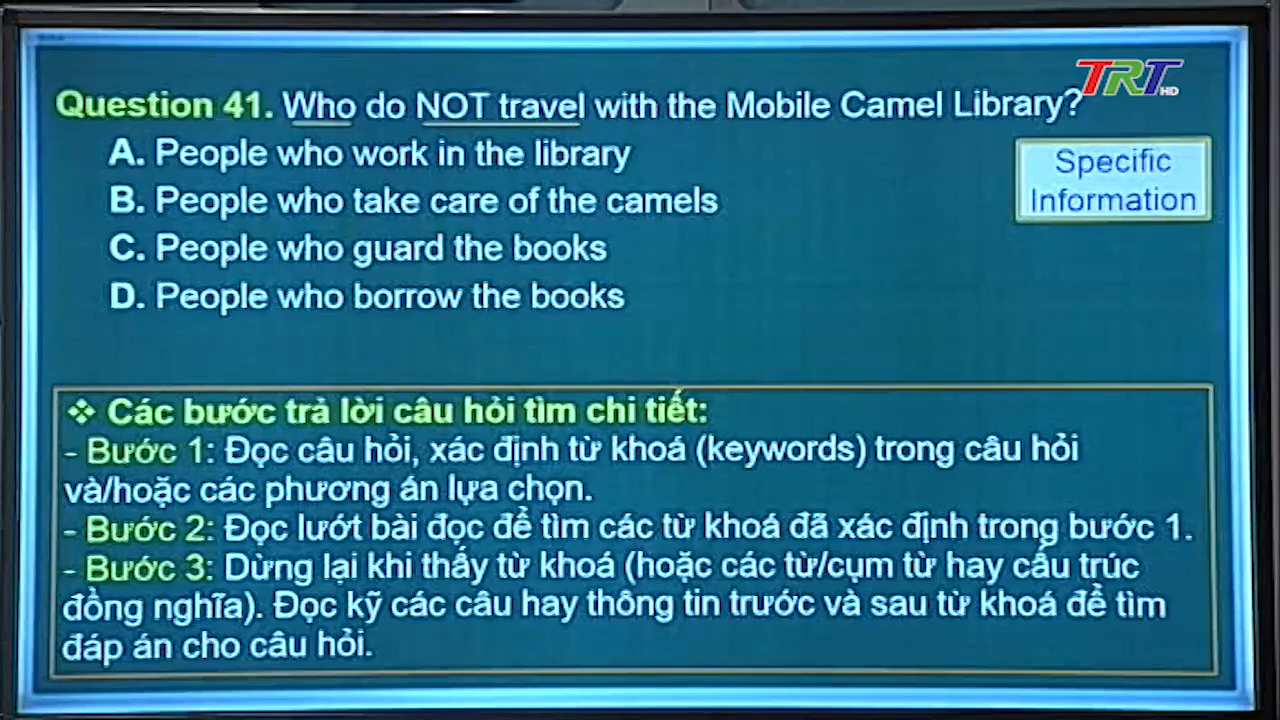 TRT HD
Question 41. Who do NOT travel with the Mobile Camel Library?
A. People who work in the library
B. People who take care of the camels
C. People who guard the books
D. People who borrow the books
Specific
Information
❖ Các bước trả lời câu hỏi tìm chi tiết:
- Bước 1: Đọc câu hỏi, xác định từ khoá (keywords) trong câu hỏi
và/hoặc các phương án lựa chọn.
- Bước 2: Đọc lướt bài đọc để tìm các từ khoá đã xác định trong bước 1.
- Bước 3: Dừng lại khi thấy từ khoá (hoặc các từ/cụm từ hay cấu trúc
đồng nghĩa). Đọc kỹ các câu hay thông tin trước và sau từ khoá để tìm
đáp án cho câu hỏi.